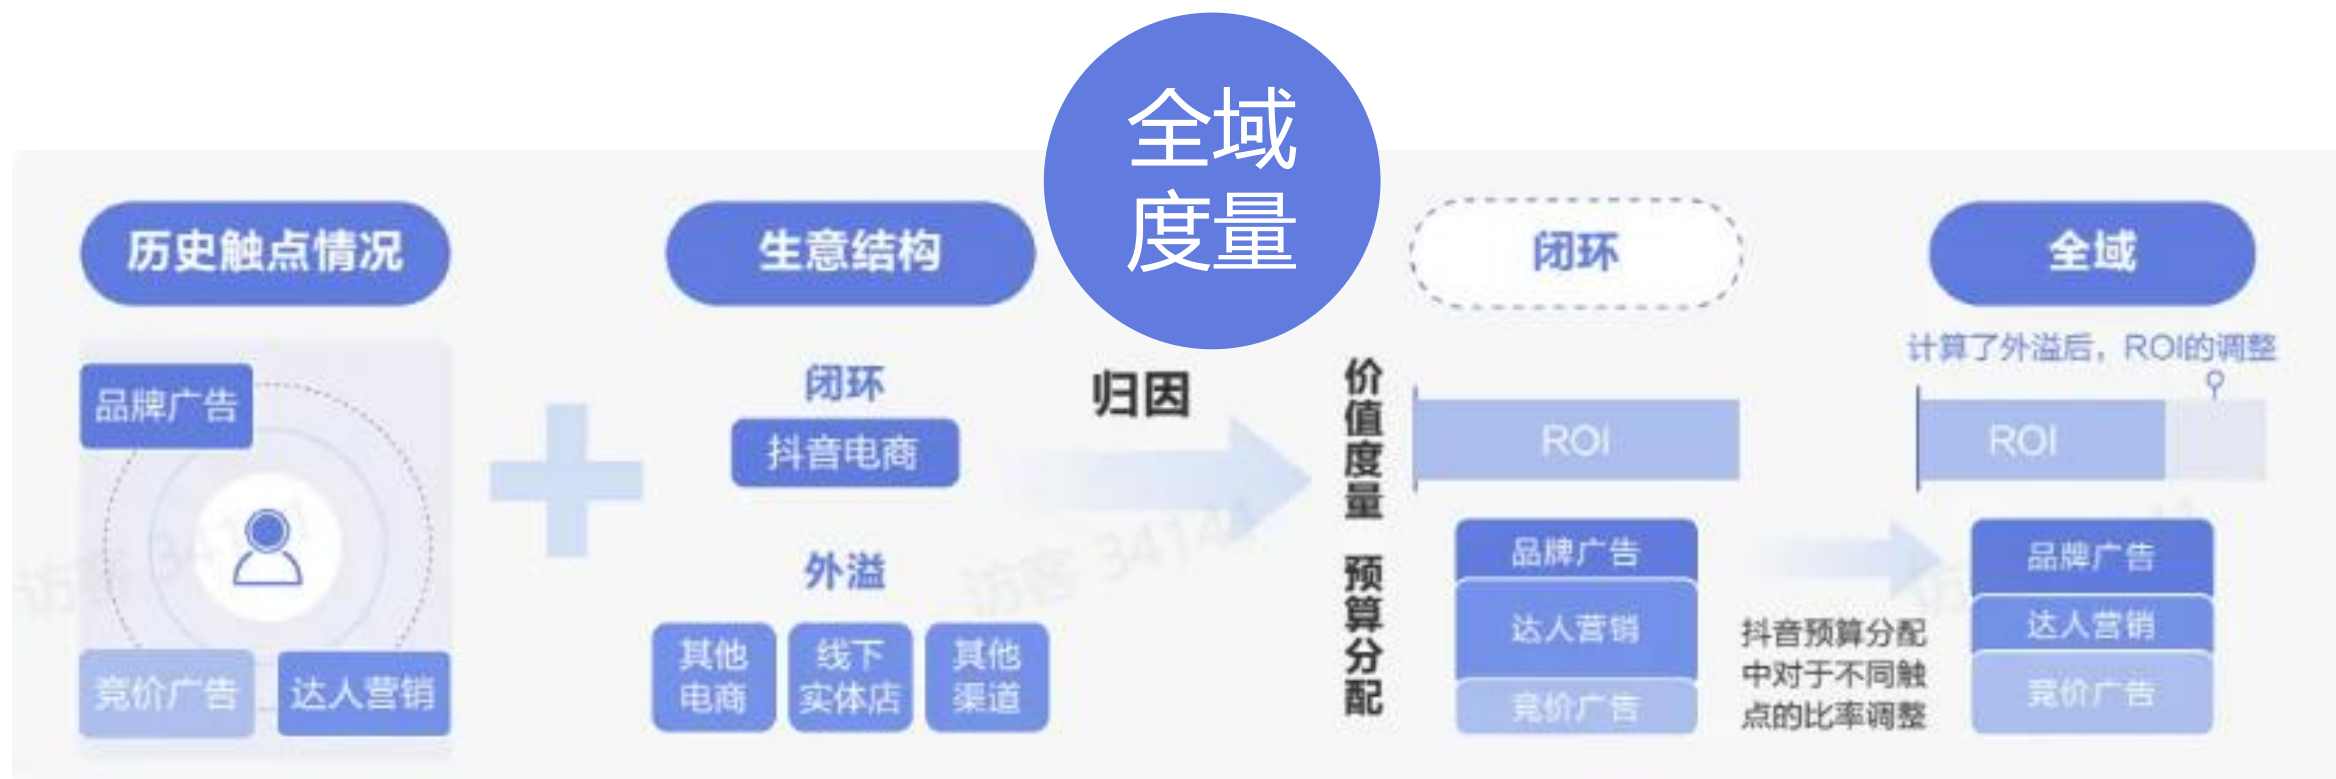 全域
度量
历史触点情况
品牌广告
竞价广告
达人营销
生意结构
闭环
抖音电商
外溢
其他
电商
线下
实体店
其他
渠道
归因
价值度量
预算分配
闭环
ROI
品牌广告
达人营销
竞价广告
抖音预算分配
中对于不同触
点的比率调整
全域
计算了外溢后，ROI的调整
ROI
品牌广告
达人营销
竞价广告
访客 3414
访客 3414